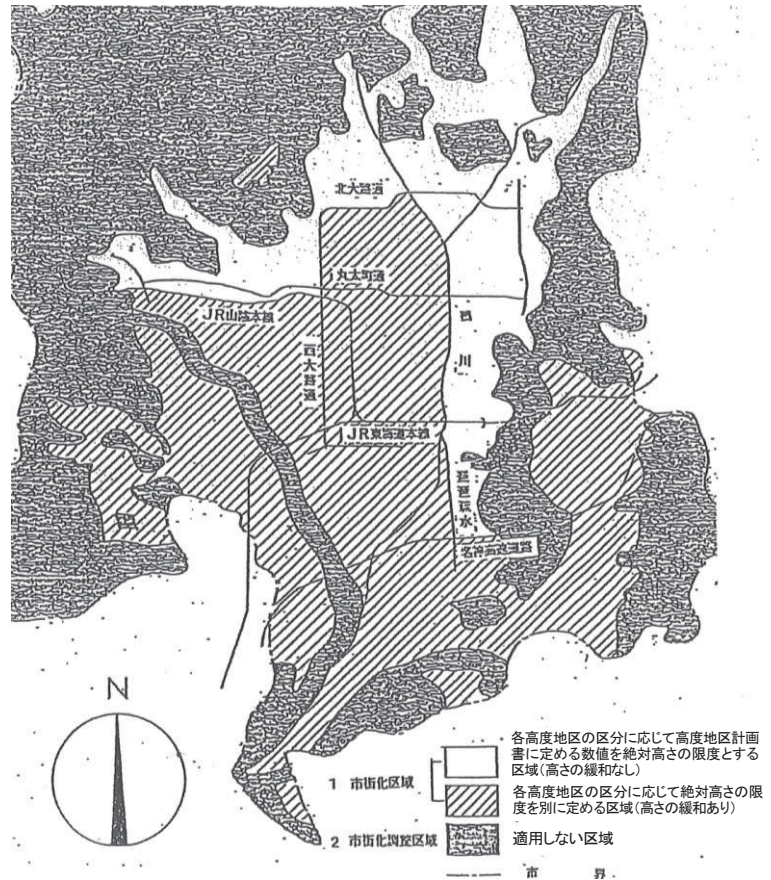 北大路通
丸太町通
JR山陰本線
西大路通
鴨
川
JR東海道本線
琵琶疏水
名神高速道路
N
各高度地区の区分に応じて高度地区計画
書に定める数値を絶対高さの限度とする
区域(高さの緩和なし)
1 市街化区域
各高度地区の区分に応じて絶対高さの限
度を別に定める区域(高さの緩和あり)
2 市街化調整区域
適用しない区域
市 界